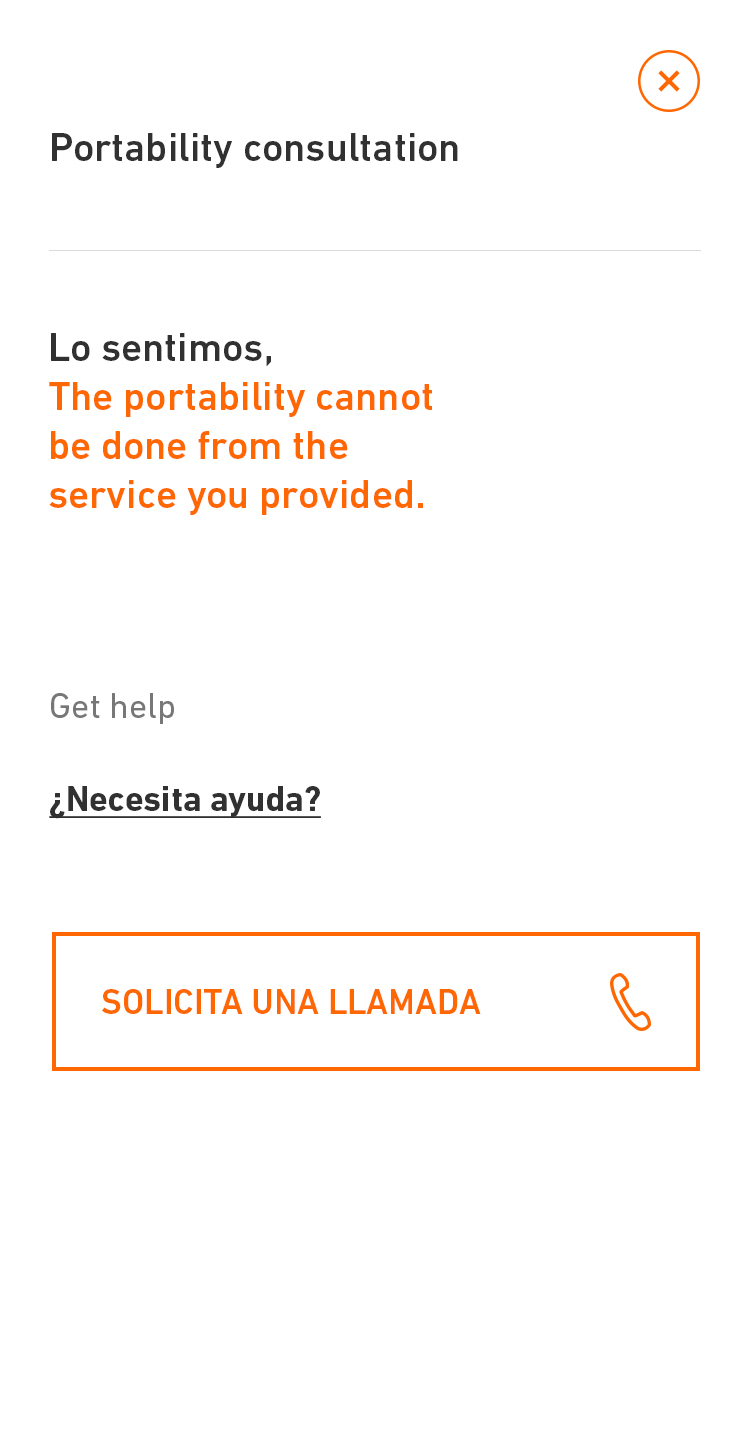 Portability consultation
Lo sentimos,
The portability cannot
be done from the
service you provided.
Get help
¿Necesita ayuda?
SOLICITA UNA LLAMADA